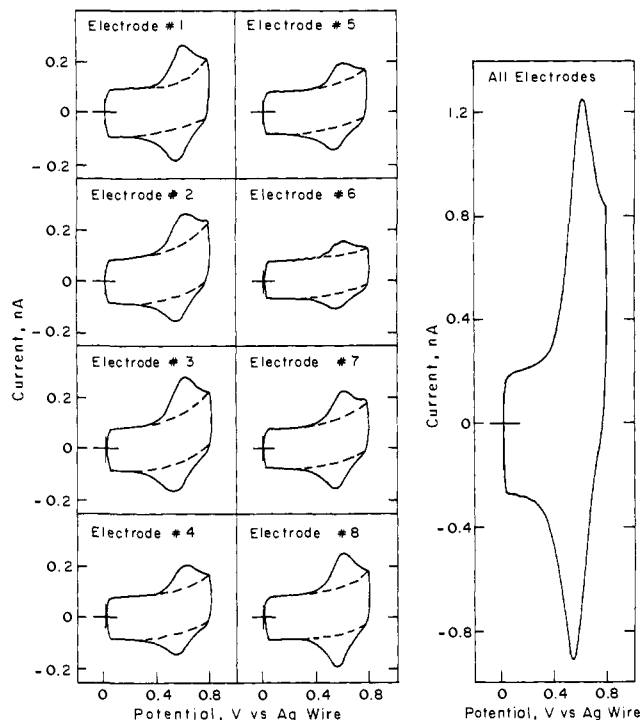 Electrode #1
Electrode #5
0.2
0
-0.2
Electrode #2
Electrode #6
0.2
0
-0.2
Electrode #3
Electrode #7
0.2
0
-0.2
Electrode #4
Electrode #8
0.2
0
-0.2
0 0.4 0.8 0 0.4 0.8
Potential, V vs Ag Wire
Current, nA
All Electrodes
1.2
0.8
0.4
0
-0.4
-0.8
0 0.4 0.8
Potential, V vs Ag Wire
Current, nA